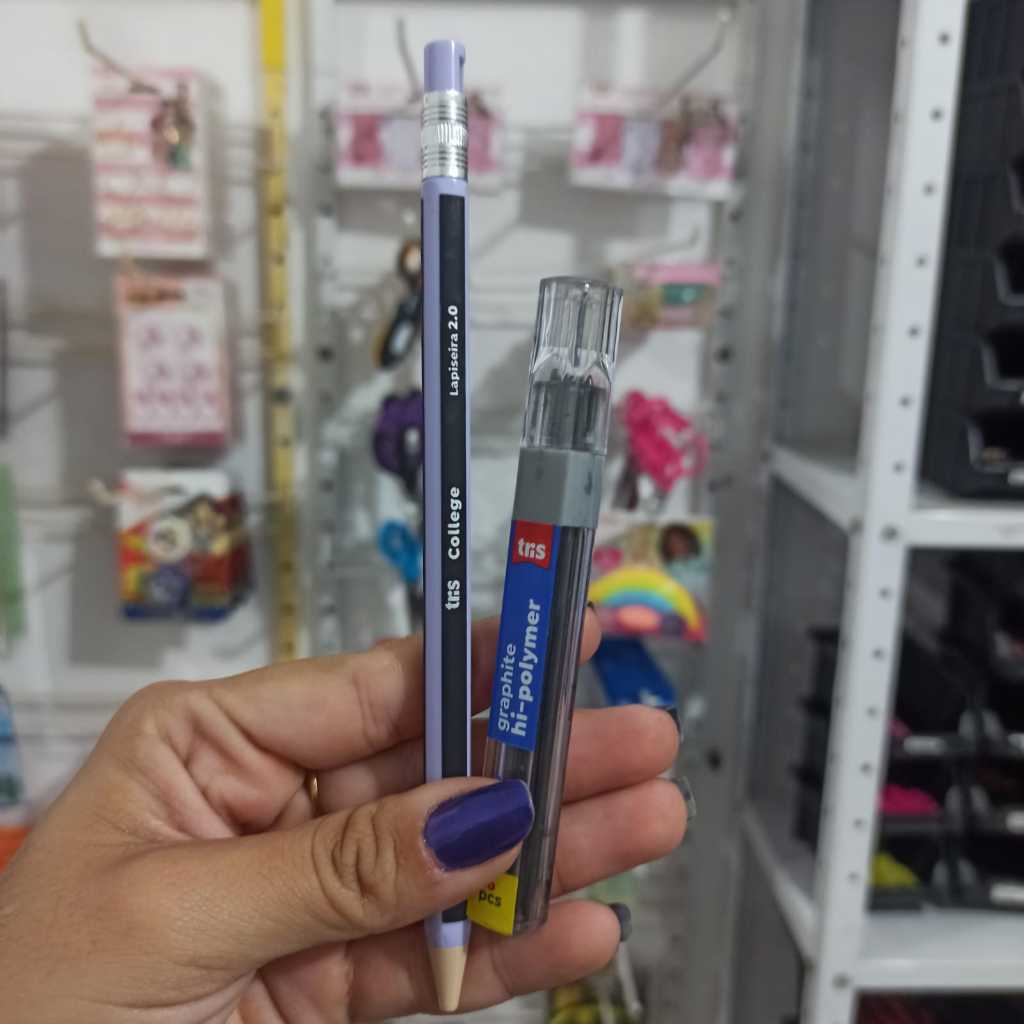 Lapiseira 2.0
tris College
tris
graphite
hi-polymer
pcs